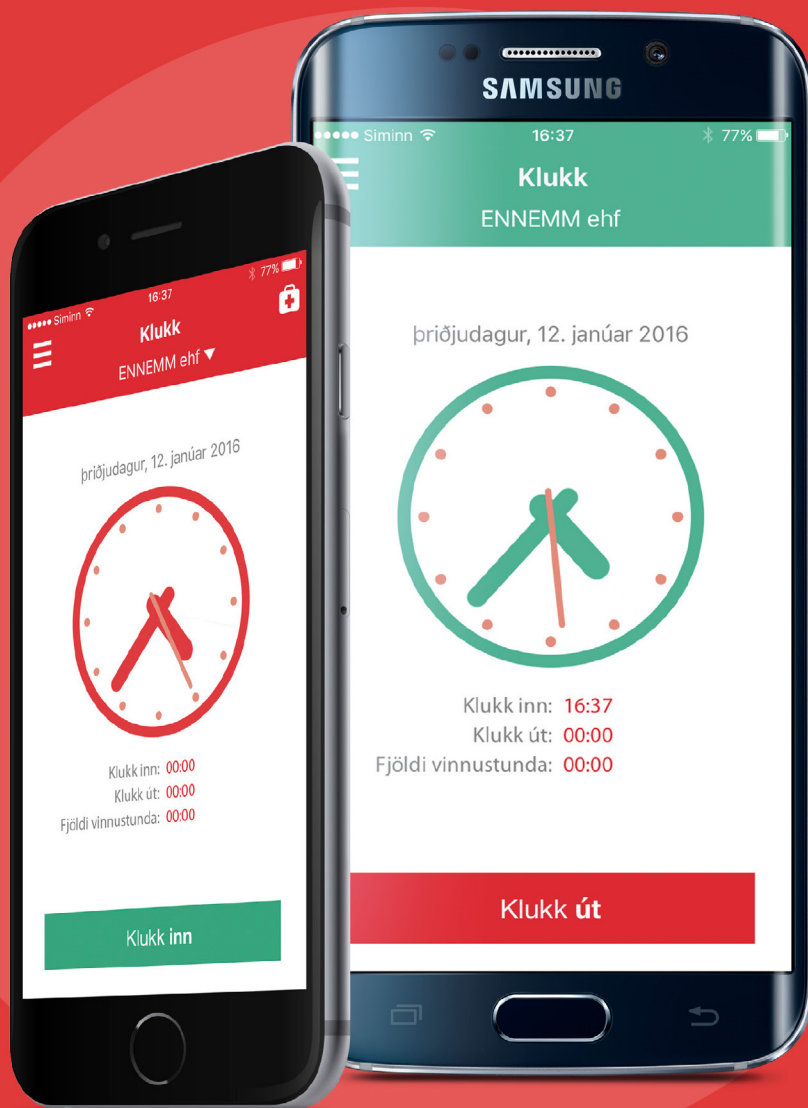 Siminn 16:37 77%
Klukk
ENNEMM ehf ▼
þriðjudagur, 12. janúar 2016
Klukk inn: 00:00
Klukk út: 00:00
Fjöldi vinnustunda: 00:00
Klukk inn
SAMSUNG
Siminn 16:37 77%
Klukk
ENNEMM ehf
þriðjudagur, 12. janúar 2016
Klukk inn: 16:37
Klukk út: 00:00
Fjöldi vinnustunda: 00:00
Klukk út